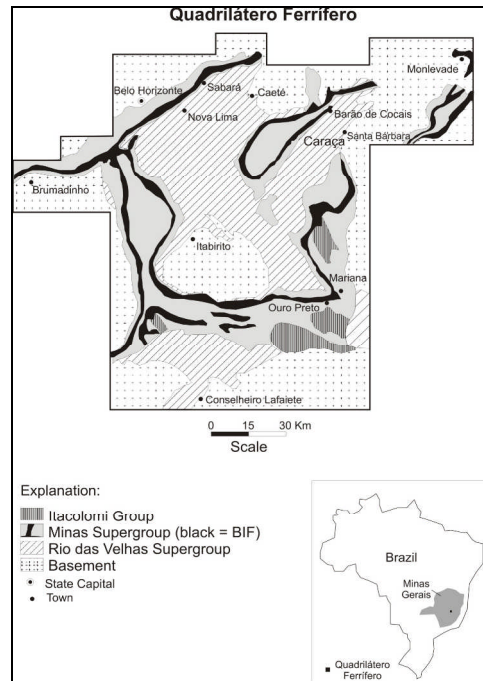 Quadrilátero Ferrífero
Monlevade
Belo Horizonte
Sabará
Caeté
Nova Lima
Barão de Cocais
Santa Bárbara
Caraça
Brumadinho
Itabirito
Mariana
Ouro Preto
Conselheiro Lafaiete
0 15 30 Km
Scale
Explanation:
Itacolomi Group
Minas Supergroup (black = BIF)
Rio das Velhas Supergroup
Basement
State Capital
Town
Brazil
Minas
Gerais
Quadrilátero
Ferrífero